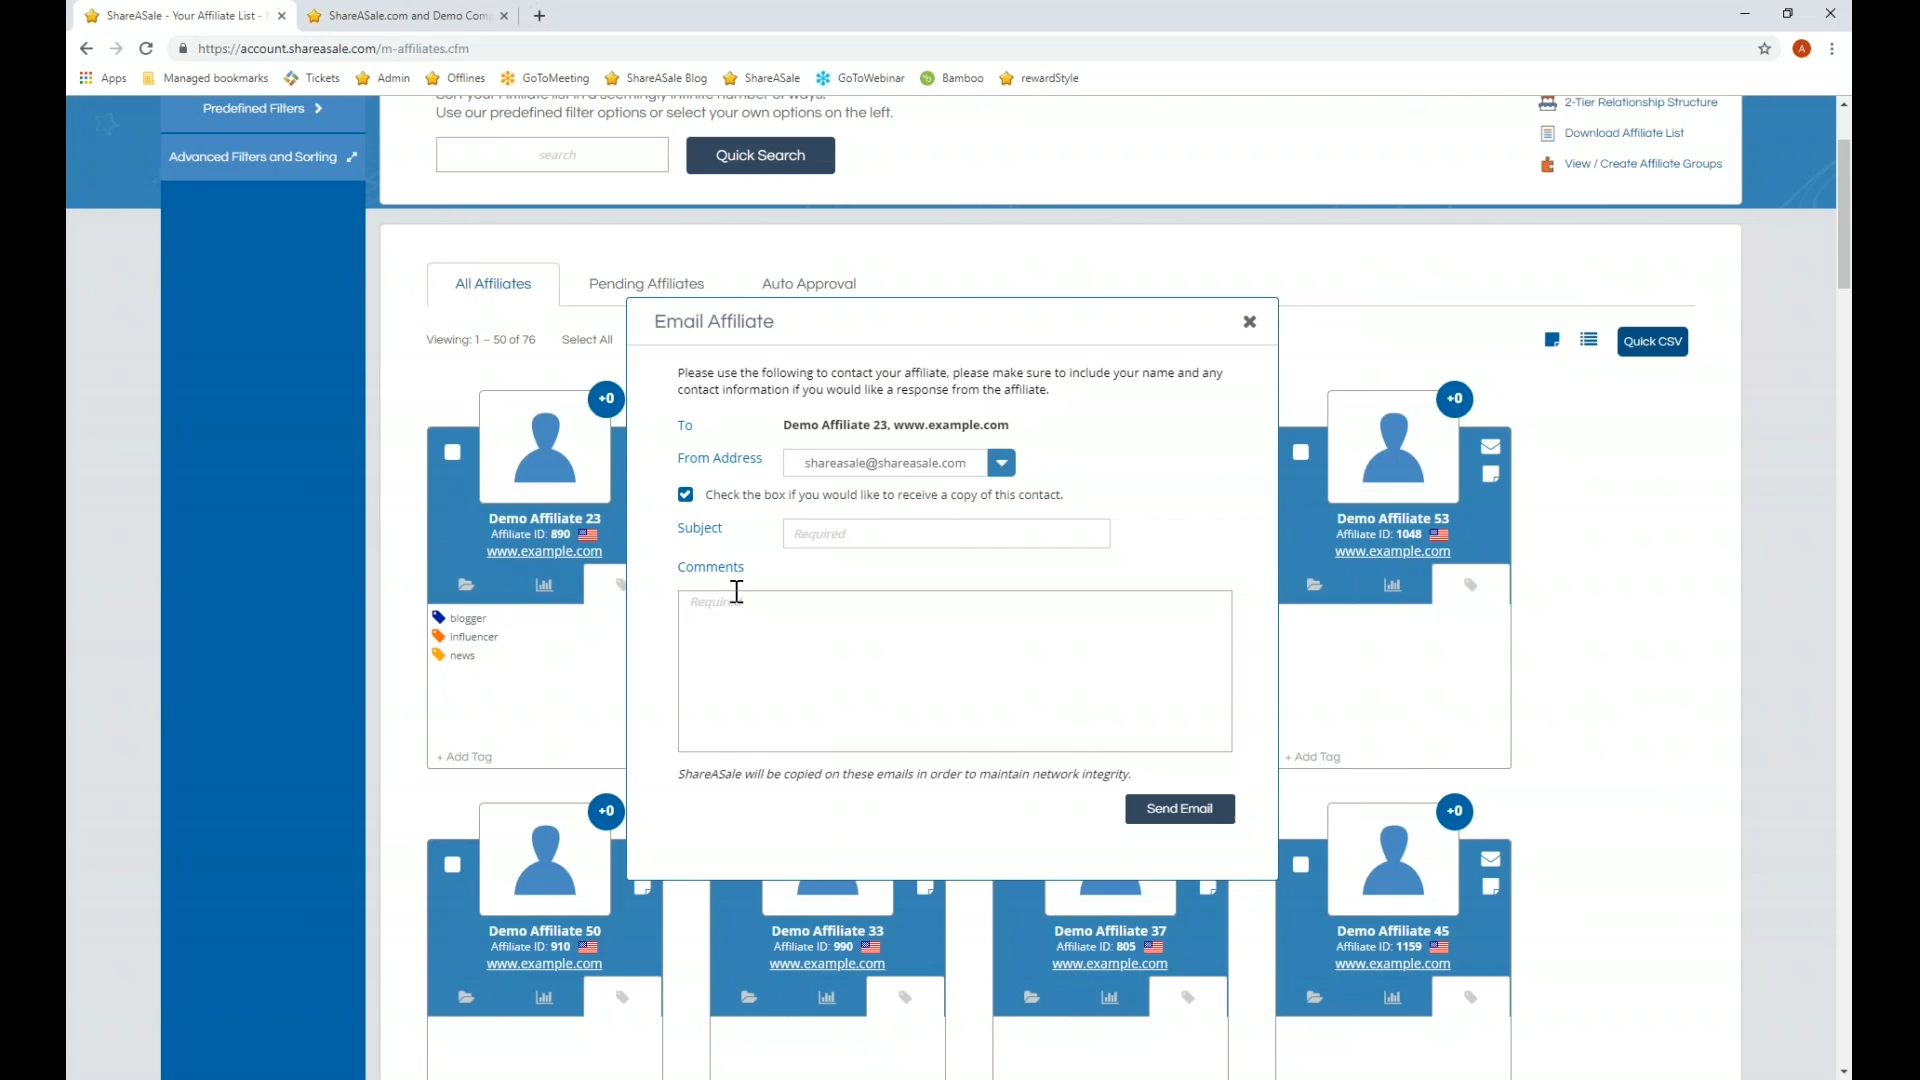 ShareASale - Your Affiliate List -
ShareASale.com and Demo Com
https://account.shareasale.com/m-affiliates.cfm
A
Apps
Managed bookmarks
Tickets
Admin
Offlines
GoToMeeting
ShareASale Blog
ShareASale
GoToWebinar
Bamboo
rewardStyle
Predefined Filters
Advanced Filters and Sorting
Sort your Affiliate list in a seemingly infinite number of ways.
Use our predefined filter options or select your own options on the left.
search
Quick Search
2-Tier Relationship Structure
Download Affiliate List
View / Create Affiliate Groups
All Affiliates
Pending Affiliates
Auto Approval
Viewing: 1 – 50 of 76
Select All
Quick CSV
Email Affiliate
Please use the following to contact your affiliate, please make sure to include your name and any
contact information if you would like a response from the affiliate.
To
Demo Affiliate 23, www.example.com
From Address
shareasale@shareasale.com
Check the box if you would like to receive a copy of this contact.
Subject
Required
Comments
Required
ShareASale will be copied on these emails in order to maintain network integrity.
Send Email
+0
Demo Affiliate 23
Affiliate ID: 890
www.example.com
blogger
influencer
news
+ Add Tag
+0
Demo Affiliate 53
Affiliate ID: 1048
www.example.com
+ Add Tag
+0
Demo Affiliate 50
Affiliate ID: 910
www.example.com
Demo Affiliate 33
Affiliate ID: 990
www.example.com
Demo Affiliate 37
Affiliate ID: 805
www.example.com
+0
Demo Affiliate 45
Affiliate ID: 1159
www.example.com